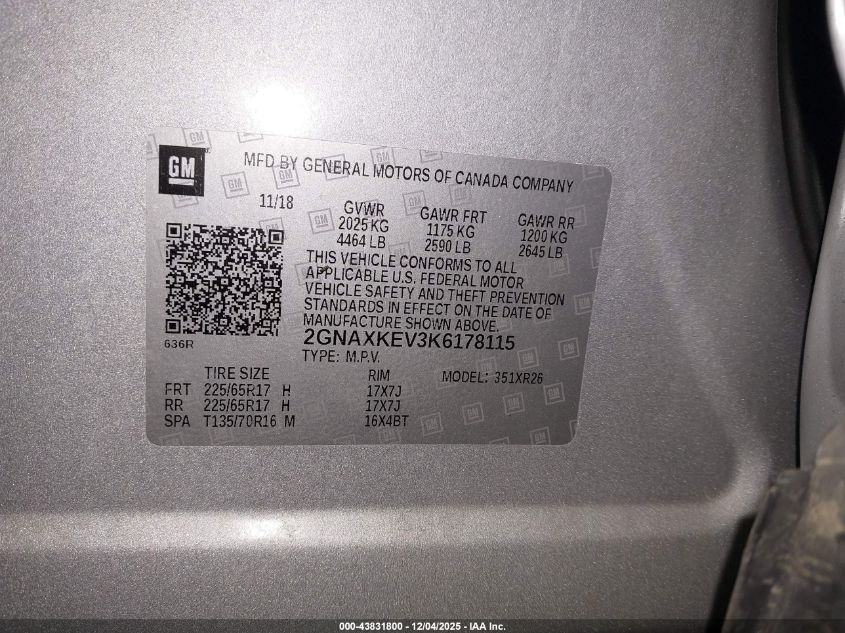 GM
MFD BY GENERAL MOTORS OF CANADA COMPANY
11/18
GVWR GAWR FRT GAWR RR
2025 KG 1175 KG 1200 KG
4464 LB 2590 LB 2645 LB
THIS VEHICLE CONFORMS TO ALL
APPLICABLE U.S. FEDERAL MOTOR
VEHICLE SAFETY AND THEFT PREVENTION
STANDARDS IN EFFECT ON THE DATE OF
MANUFACTURE SHOWN ABOVE.
636R
2GNAXKEV3K6178115
TYPE: M.P.V.
TIRE SIZE RIM MODEL: 351XR26
FRT 225/65R17 H 17X7J
RR 225/65R17 H 17X7J
SPA T135/70R16 M 16X4BT
000-43831800 - 12/04/2025 - IAA Inc.